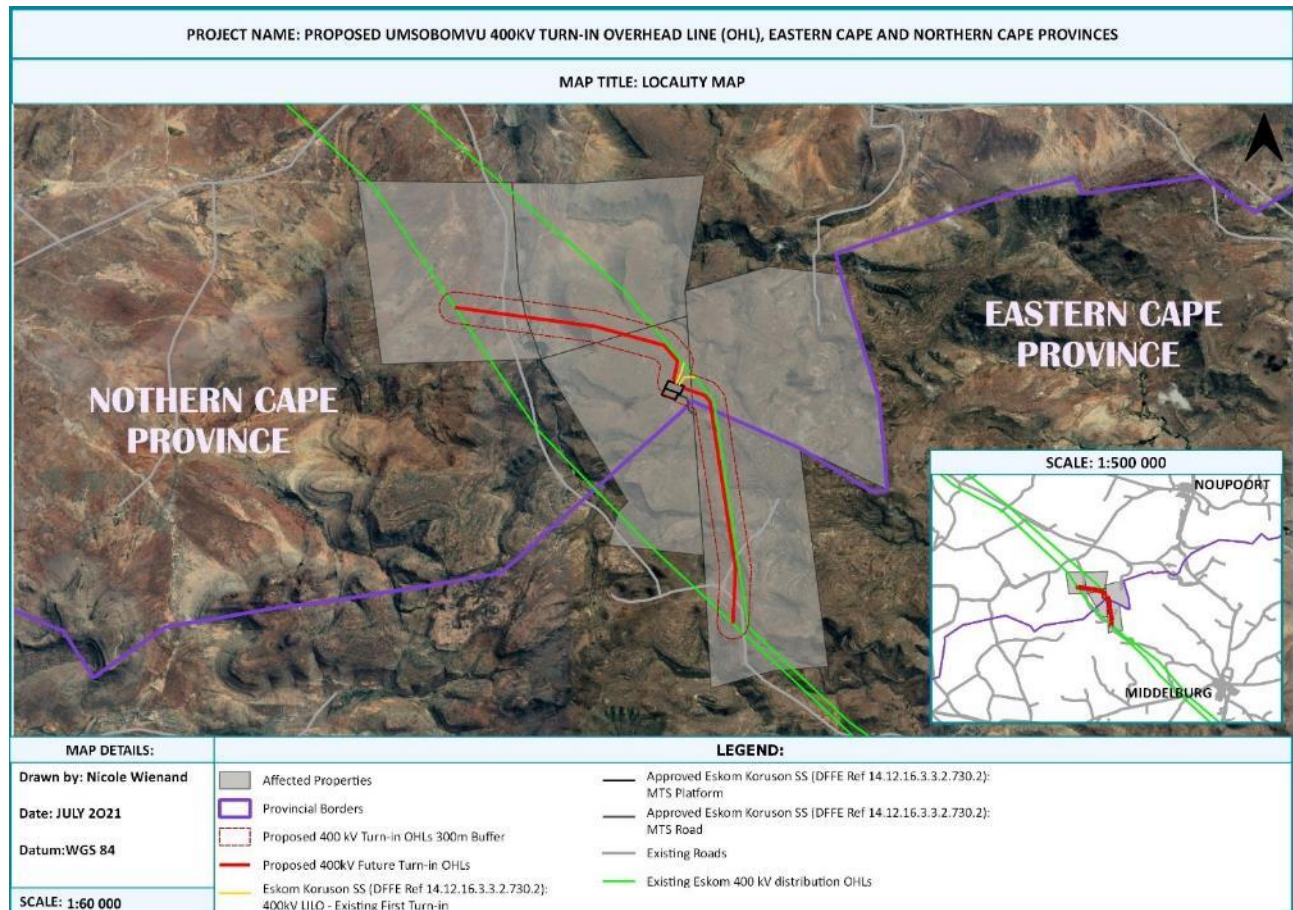 PROJECT NAME: PROPOSED UMSOBOMVU 400KV TURN-IN OVERHEAD LINE (OHL), EASTERN CAPE AND NORTHERN CAPE PROVINCES
MAP TITLE: LOCALITY MAP
EASTERN CAPE
PROVINCE
NOTHERN CAPE
PROVINCE
SCALE: 1:500 000
NOUPOORT
MIDDELBURG
MAP DETAILS:
Drawn by: Nicole Wienand
Date: JULY 2021
Datum:WGS 84
SCALE: 1:60 000
LEGEND:
Affected Properties
Provincial Borders
Proposed 400 kV Turn-in OHLs 300m Buffer
Proposed 400kV Future Turn-in OHLs
Eskom Koruson SS (DFFE Ref 14.12.16.3.3.2.730.2):
400kV LILO - Existing First Turn-in
Approved Eskom Koruson SS (DFFE Ref 14.12.16.3.3.2.730.2):
MTS Platform
Approved Eskom Koruson SS (DFFE Ref 14.12.16.3.3.2.730.2):
MTS Road
Existing Roads
Existing Eskom 400 kV distribution OHLs